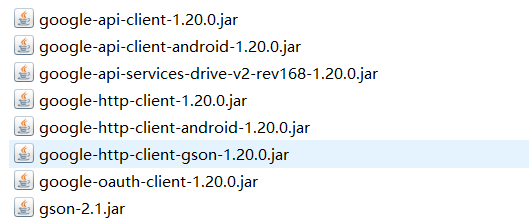 google-api-client-1.20.0.jar
google-api-client-android-1.20.0.jar
google-api-services-drive-v2-rev168-1.20.0.jar
google-http-client-1.20.0.jar
google-http-client-android-1.20.0.jar
google-http-client-gson-1.20.0.jar
google-oauth-client-1.20.0.jar
gson-2.1.jar